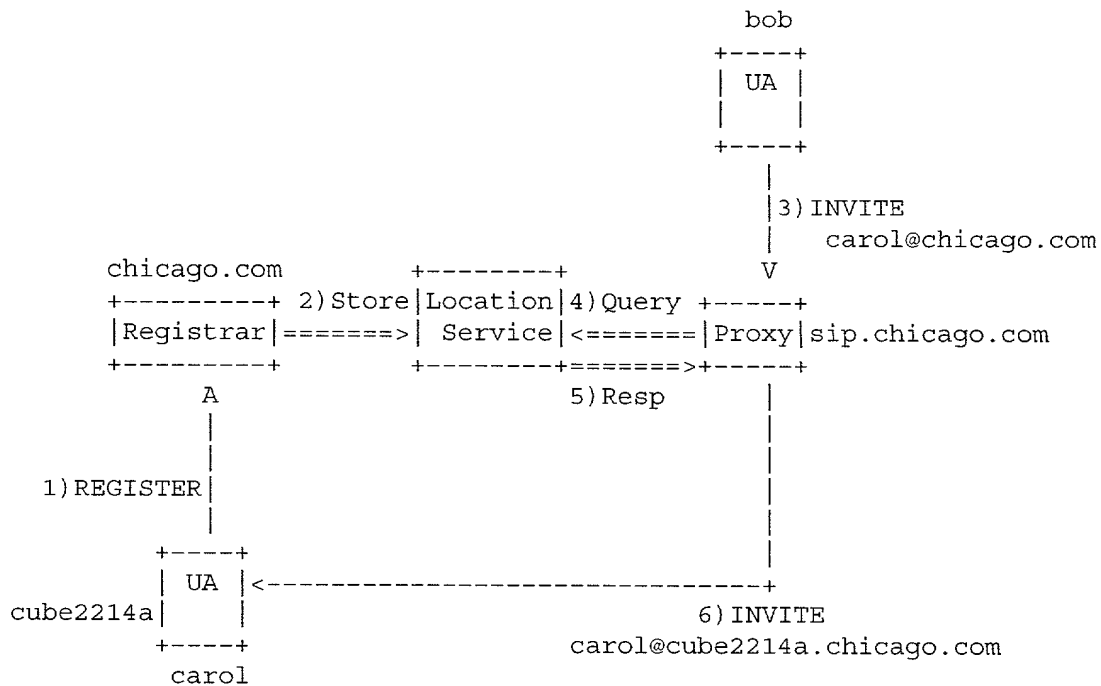 bob
UA
3) INVITE
carol@chicago.com
chicago.com
2) Store
Location
Service
4) Query
Registrar
Proxy
sip.chicago.com
5) Resp
1) REGISTER
UA
cube2214a
6) INVITE
carol@cube2214a.chicago.com
carol